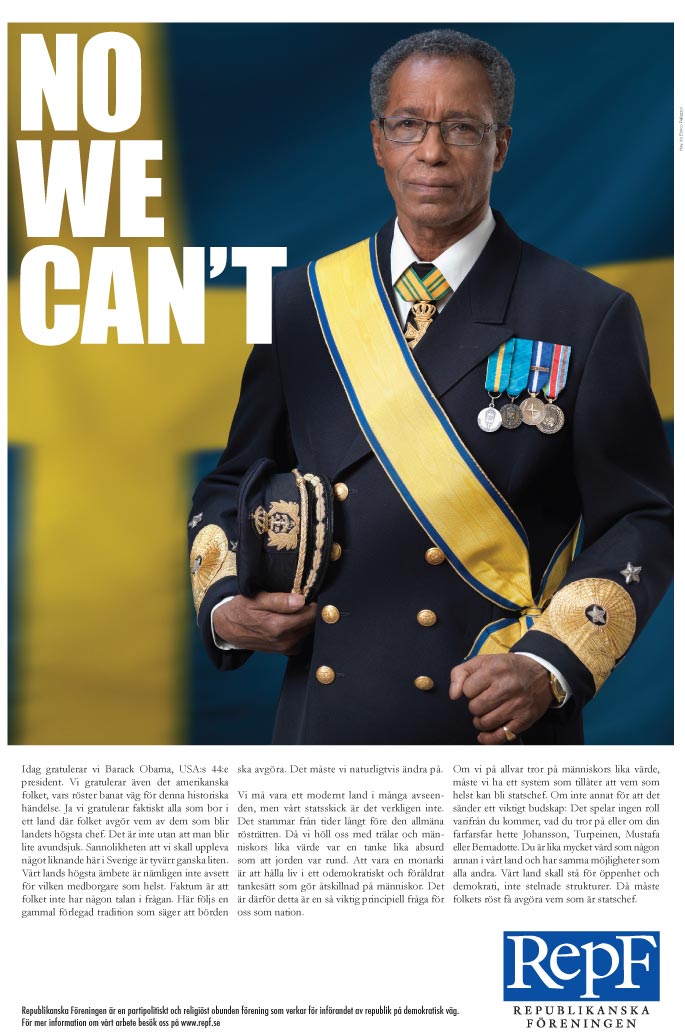 NO
WE
CAN'T
Idag gratulerar vi Barack Obama, USA:s 44:e
president. Vi gratulerar även det amerikanska
folket, vars röster banat väg för denna historiska
händelse. Ja vi gratulerar faktiskt alla som bor i
ett land där folket avgör vem av dem som blir
landets högsta chef. Det är inte utan att man blir
lite avundsjuk. Sannolikheten att vi skall uppleva
något liknande här i Sverige är tyvärr ganska liten.
Vårt lands högsta ämbete är nämligen inte avsett
för vilken medborgare som helst. Faktum är att
folket inte har någon talan i frågan. Här följs en
gammal förlegad tradition som säger att börden
ska avgöra. Det måste vi naturligtvis ändra på.
Vi må vara ett modernt land i många avseen-
den, men vårt statsskick är det verkligen inte.
Det stammar från tider långt före den allmäna
rösträtten. Då vi höll oss med trälar och män-
niskors lika värde var en tanke lika absurd
som att jorden var rund. Att vara en monarki
är att hålla liv i ett odemokratiskt och föråldrat
tankesätt som gör åtskillnad på människor. Det
är därför detta är en så viktig principiell fråga för
oss som nation.
Om vi på allvar tror på människors lika värde,
måste vi ha ett system som tillåter att vem som
helst kan bli statschef. Om inte annat för att det
sänder ett viktigt budskap: Det spelar ingen roll
varifrån du kommer, vad du tror på eller om din
farfarsfar hette Johansson, Turpeinen, Mustafa
eller Bernadotte. Du är lika mycket värd som någon
annan i vårt land och har samma möjligheter som
alla andra. Vårt land skall stå för öppenhet och
demokrati, inte stelnade strukturer. Då måste
folkets röst få avgöra vem som är statschef.
RepF
REPUBLIKANSKA
FÖRENINGEN
Republikanska Föreningen är en partipolitiskt och religiöst obunden förening som verkar för införandet av republik på demokratisk väg.
För mer information om vårt arbete besök oss på www.repf.se